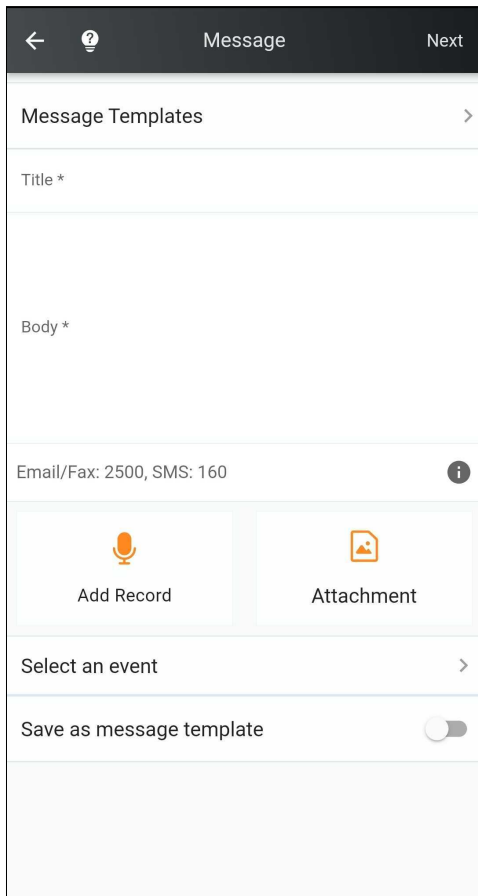 Message
Next
Message Templates
Title *
Body *
Email/Fax: 2500, SMS: 160
Add Record
Attachment
Select an event
Save as message template